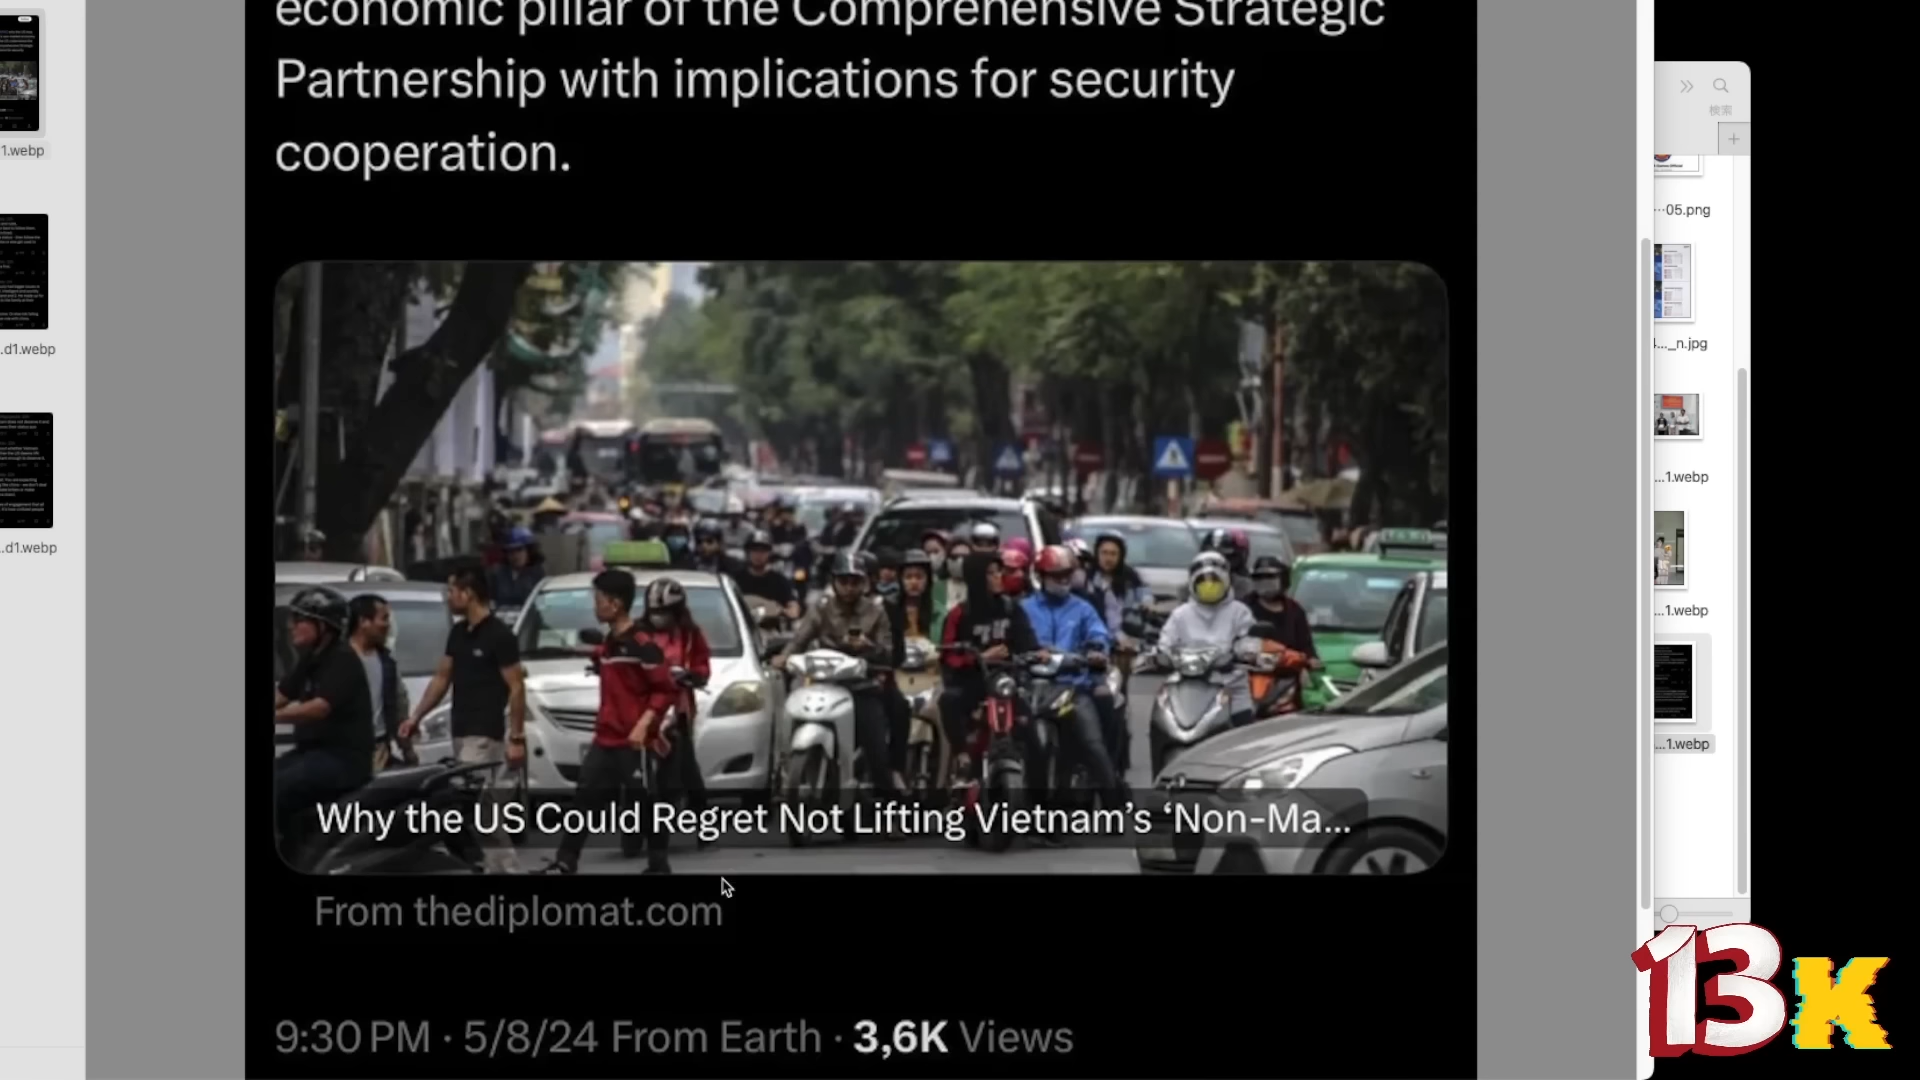 economic pillar of the Comprehensive Strategic
Partnership with implications for security
cooperation.
Why the US Could Regret Not Lifting Vietnam’s ‘Non-Ma...
From thediplomat.com
9:30 PM · 5/8/24 From Earth · 3,6K Views
1.webp
.d1.webp
.d1.webp
検索
···05.png
..._n.jpg
...1.webp
...1.webp
...1.webp
13K